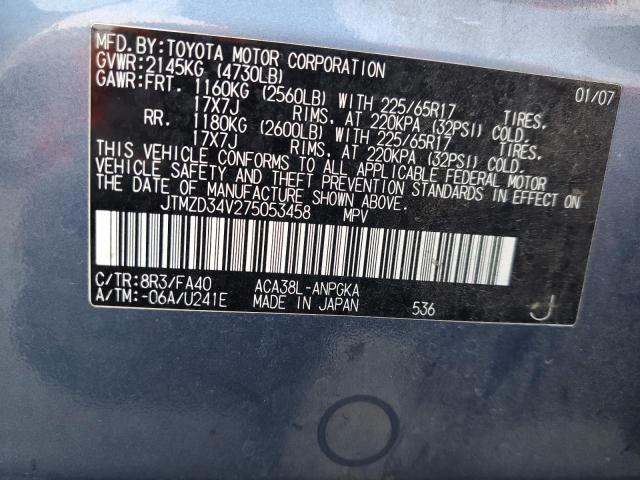 MFD. BY: TOYOTA MOTOR CORPORATION
GVWR: 2145KG (4730LB) 01/07
GAWR: FRT. 1160KG (2560LB) WITH 225/65R17 TIRES.
17X7J RIMS. AT 220KPA (32PSI) COLD.
RR. 1180KG (2600LB) WITH 225/65R17 TIRES.
17X7J RIMS. AT 220KPA (32PSI) COLD.
THIS VEHICLE CONFORMS TO ALL APPLICABLE FEDERAL MOTOR
VEHICLE SAFETY AND THEFT PREVENTION STANDARDS IN EFFECT ON
THE DATE OF MANUFACTURE SHOWN ABOVE.
JTMZD34V275053458 MPV
C/TR: 8R3/FA40 ACA38L-ANPGKA
A/TM: -06A/U241E MADE IN JAPAN 536 J